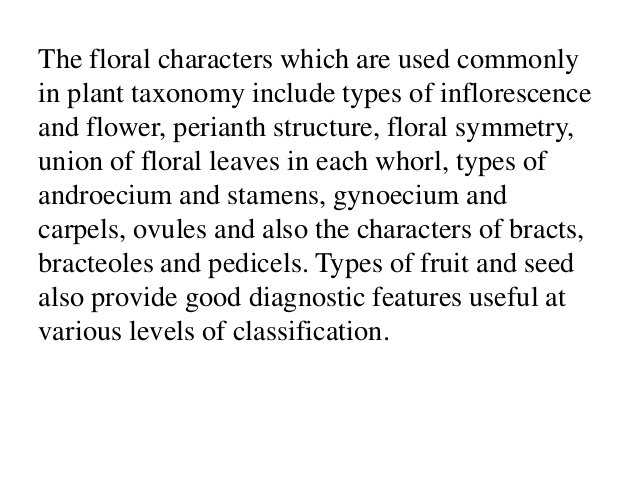 The floral characters which are used commonly
in plant taxonomy include types of inflorescence
and flower, perianth structure, floral symmetry,
union of floral leaves in each whorl, types of
androecium and stamens, gynoecium and
carpels, ovules and also the characters of bracts,
bracteoles and pedicels. Types of fruit and seed
also provide good diagnostic features useful at
various levels of classification.